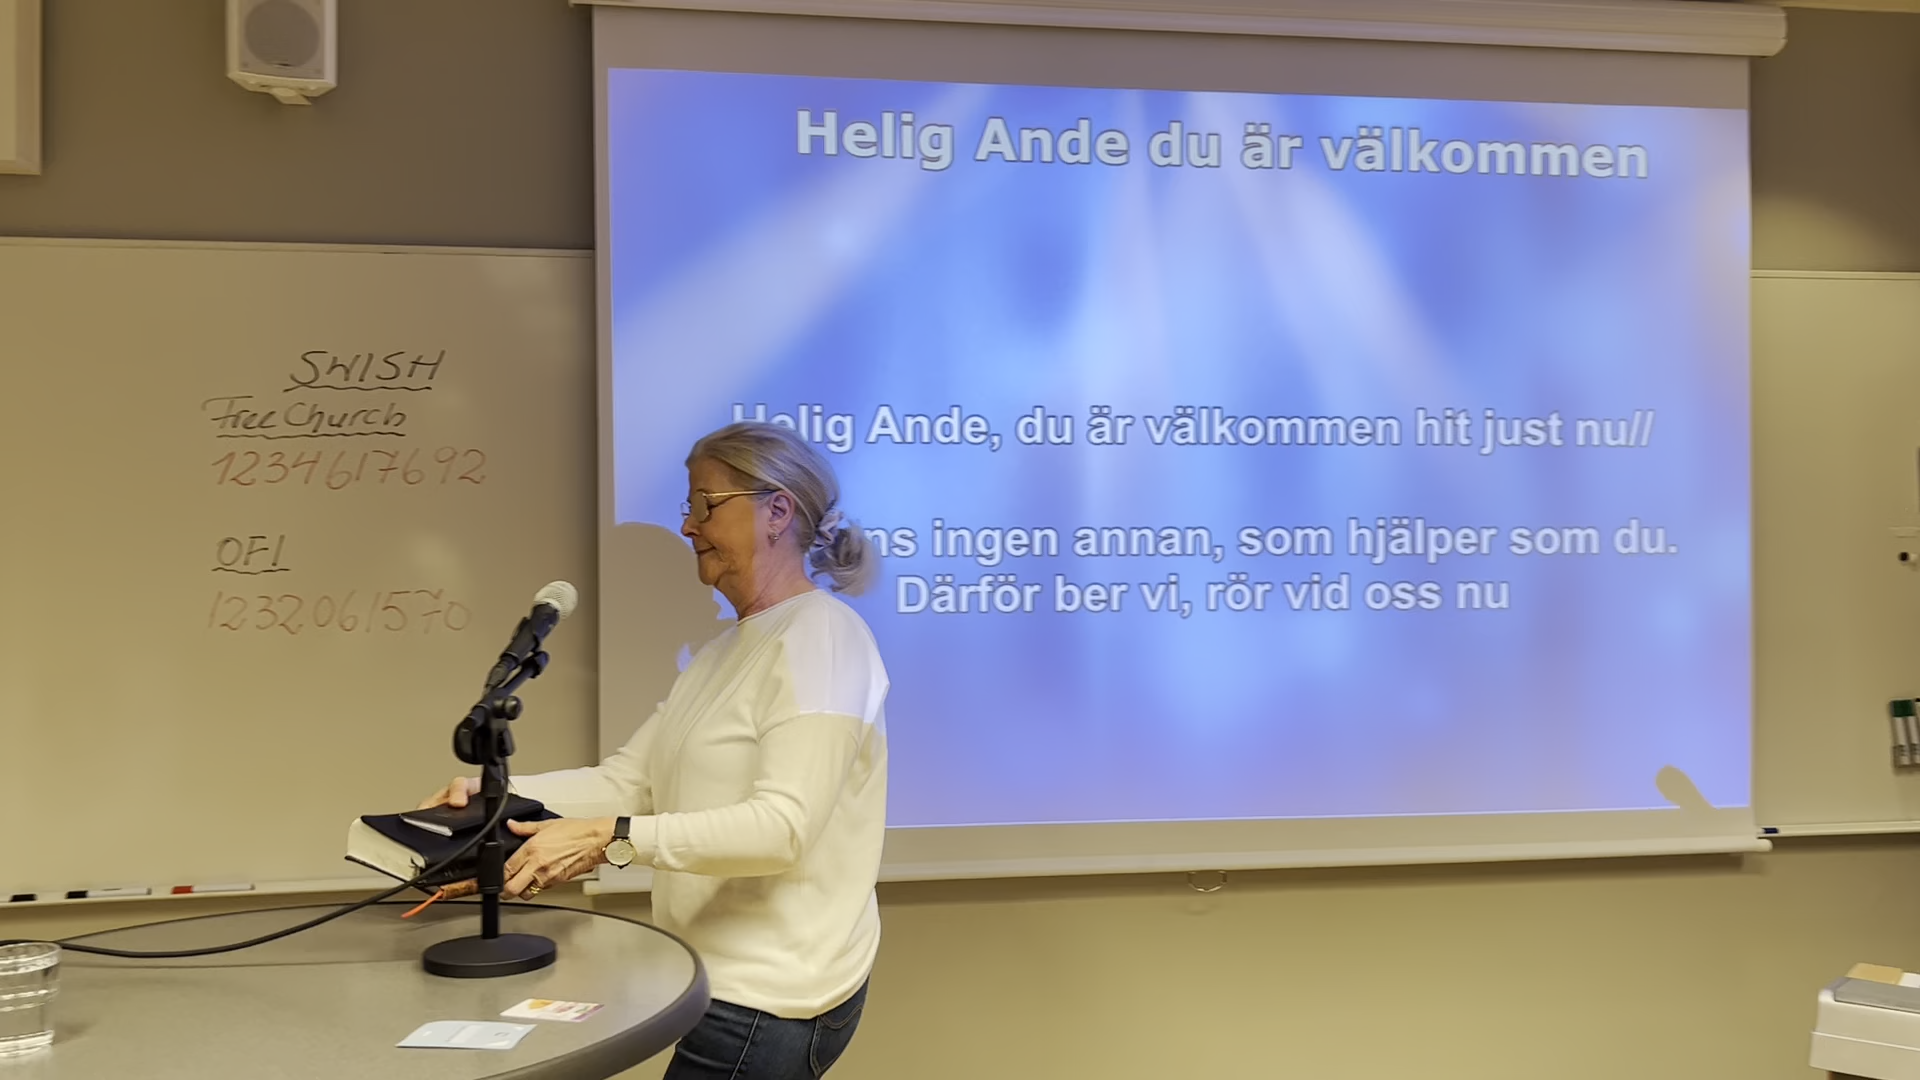 Helig Ande du är välkommen
Helig Ande, du är välkommen hit just nu//
ns ingen annan, som hjälper som du.
Därför ber vi, rör vid oss nu
SWISH
Free Church
1234617692
OFI
1232061570